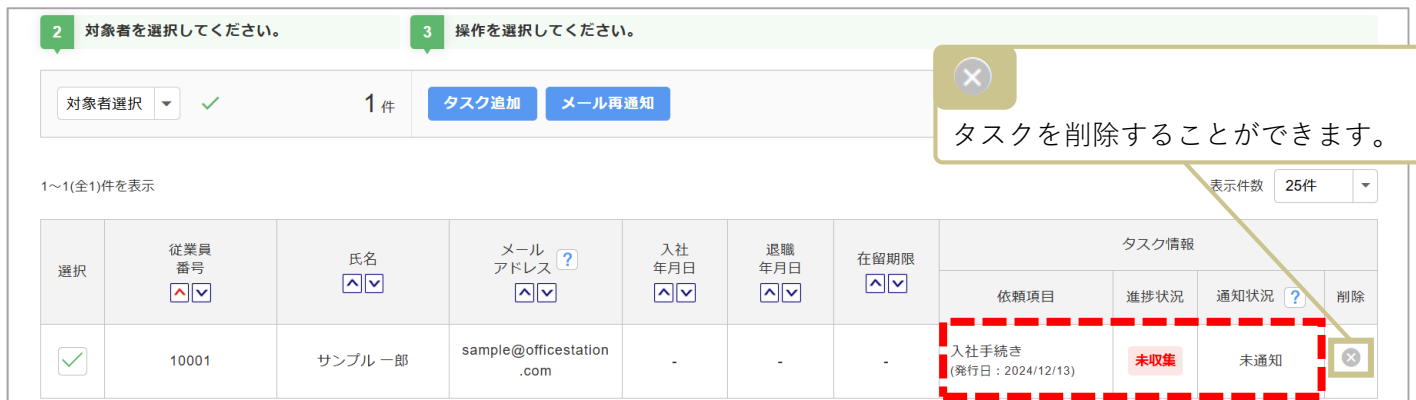 2 対象者を選択してください。
3 操作を選択してください。
対象者選択
1 件
タスク追加
メール再通知
タスクを削除することができます。
1～1(全1)件を表示
表示件数 25件
選択
従業員
番号
氏名
メール
アドレス ?
入社
年月日
退職
年月日
在留期限
タスク情報
依頼項目
進捗状況
通知状況 ?
削除
10001
サンプル 一郎
sample@officestation
.com
-
-
-
入社手続き
(発行日：2024/12/13)
未収集
未通知